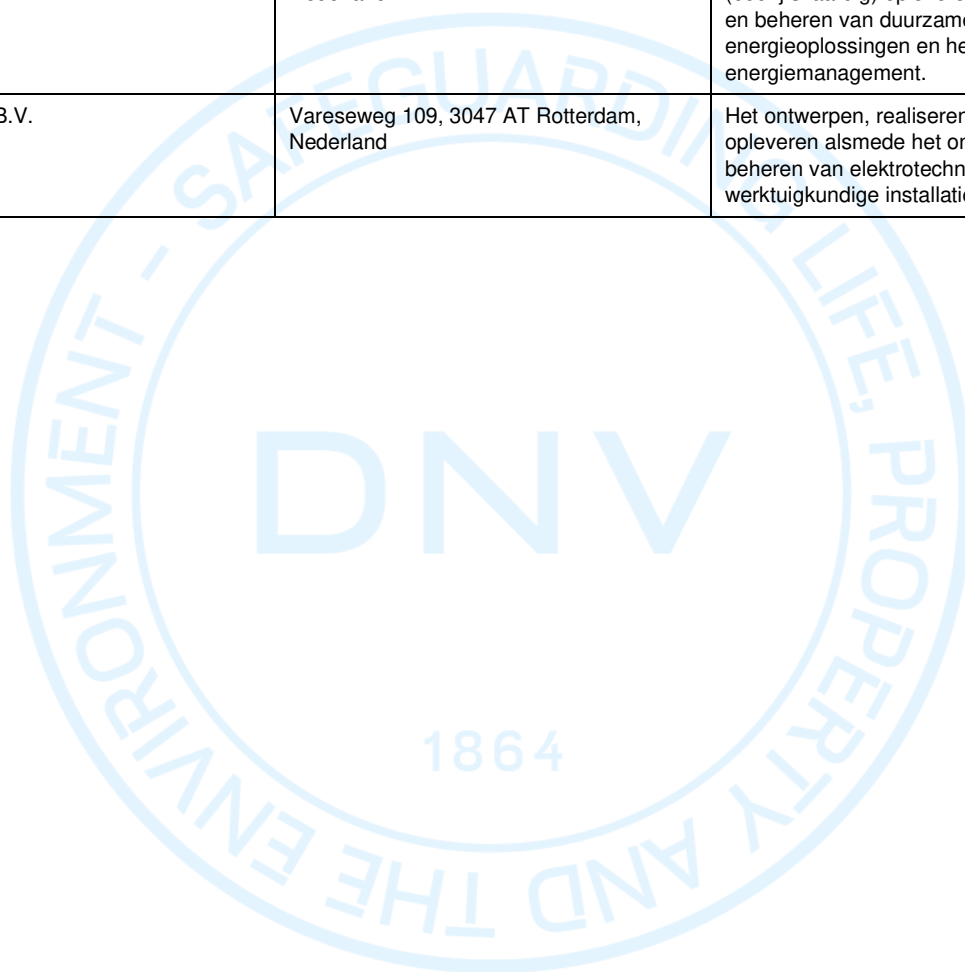 en beheren van duurzame
energieoplossingen en he
energiemanagement.
B.V.
Vareseweg 109, 3047 AT Rotterdam,
Nederland
Het ontwerpen, realiseren
opleveren alsmede het on
beheren van elektrotechn
werktuigkundige installatie
SAFEGUARDING LIFE, PROPERTY AND THE ENVIRONMENT -
DNV
1864